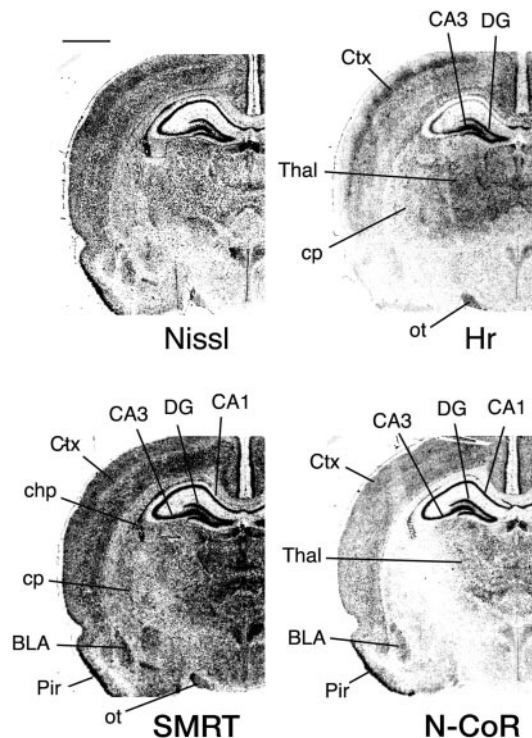 CA3 DG
Ctx
Thal
cp
ot
Nissl
Hr
CA3 DG CA1
Ctx
chp
cp
BLA
Pir
ot
SMRT
CA3 DG CA1
Ctx
Thal
BLA
Pir
N-CoR